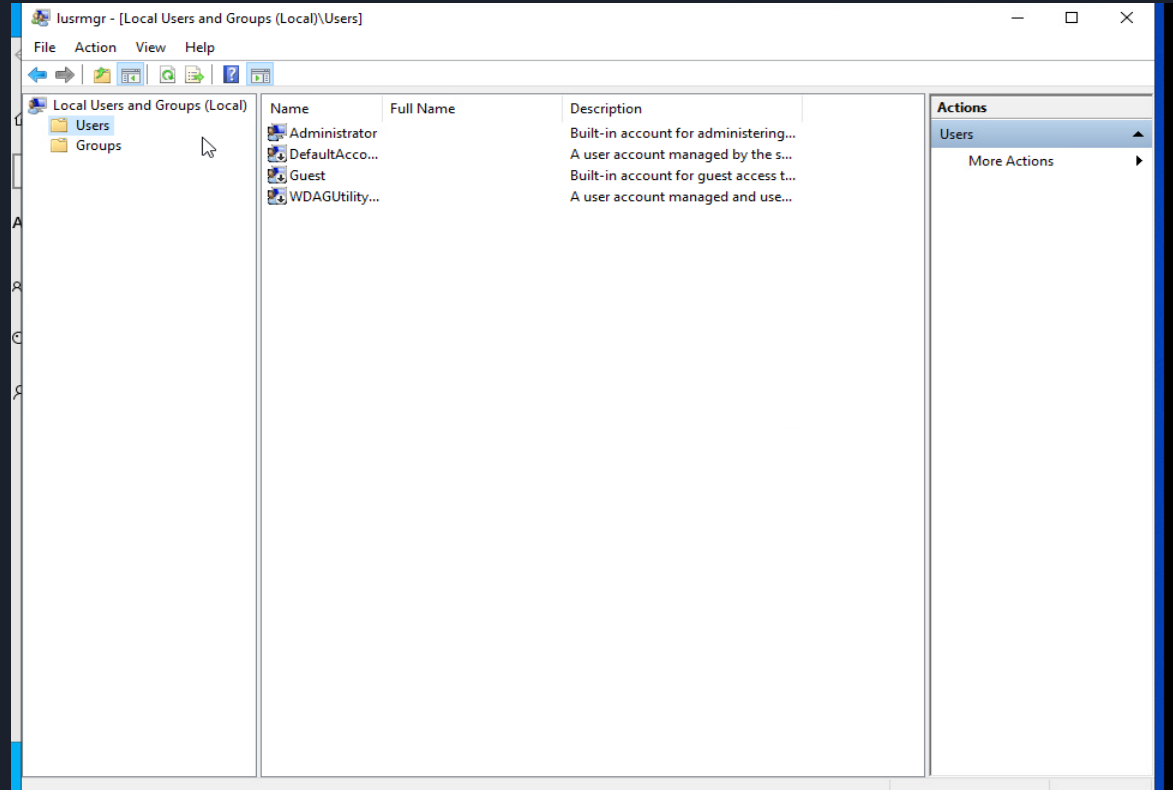 lusrmgr - [Local Users and Groups (Local)\Users]
File Action View Help
Local Users and Groups (Local)
Users
Groups
Name Full Name Description
Administrator Built-in account for administering...
DefaultAcco... A user account managed by the s...
Guest Built-in account for guest access t...
WDAGUtility... A user account managed and use...
Actions
Users
More Actions
A